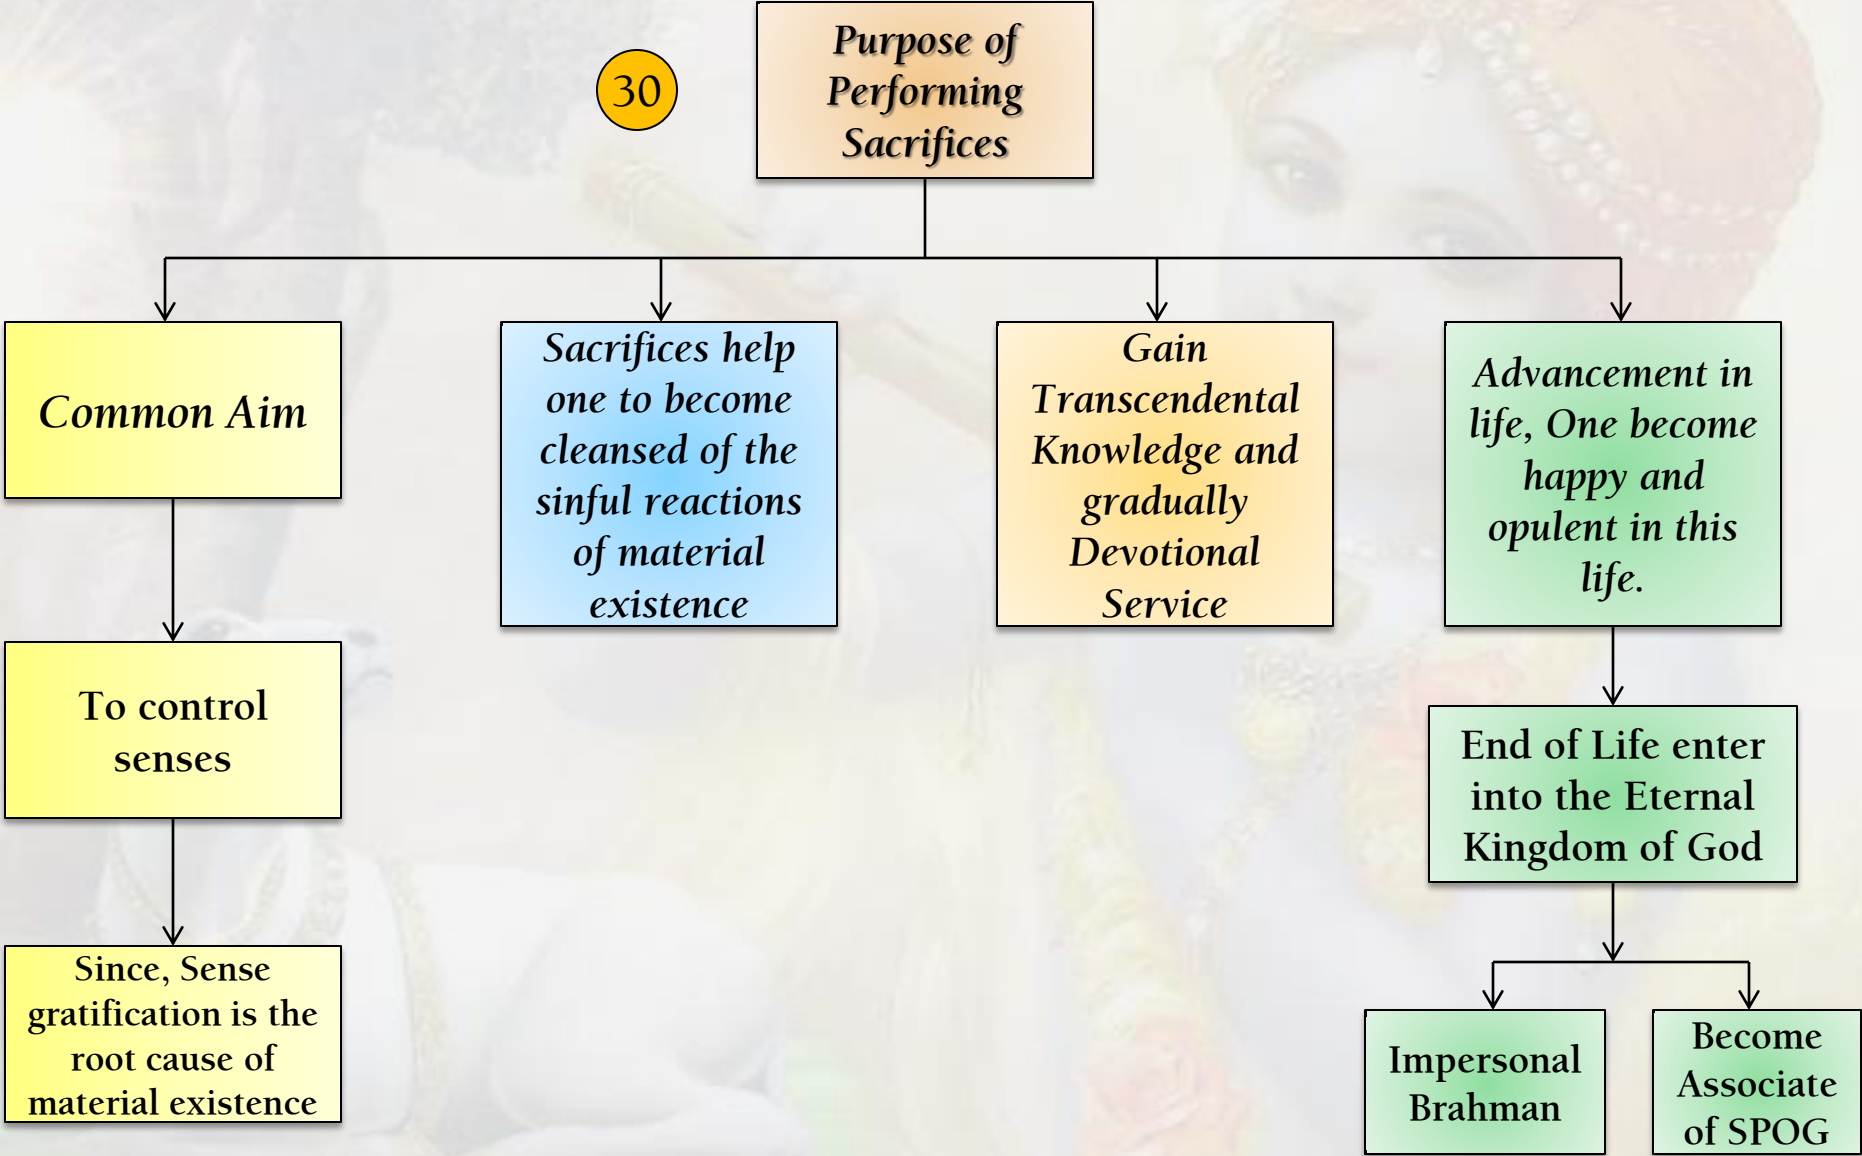 30
Purpose of
Performing
Sacrifices
Common Aim
To control
senses
Since, Sense
gratification is the
root cause of
material existence
Sacrifices help
one to become
cleansed of the
sinful reactions
of material
existence
Gain
Transcendental
Knowledge and
gradually
Devotional
Service
Advancement in
life, One become
happy and
opulent in this
life.
End of Life enter
into the Eternal
Kingdom of God
Impersonal
Brahman
Become
Associate
of SPOG